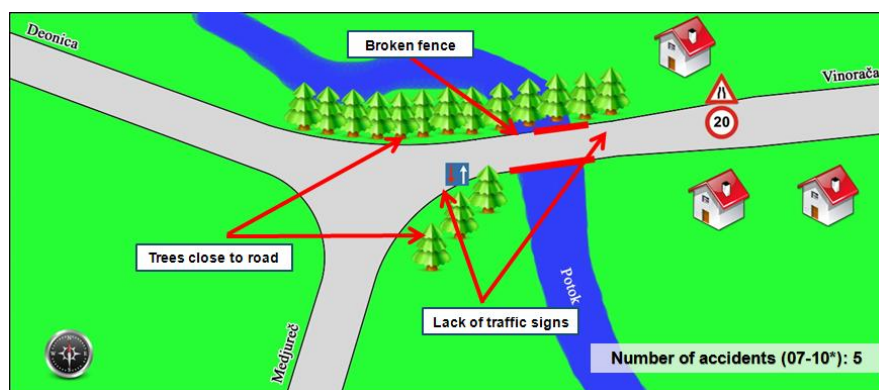 Deonica
Broken fence
Vinorača
20
Trees close to road
Lack of traffic signs
Potok
Medjureč
Number of accidents (07-10*): 5